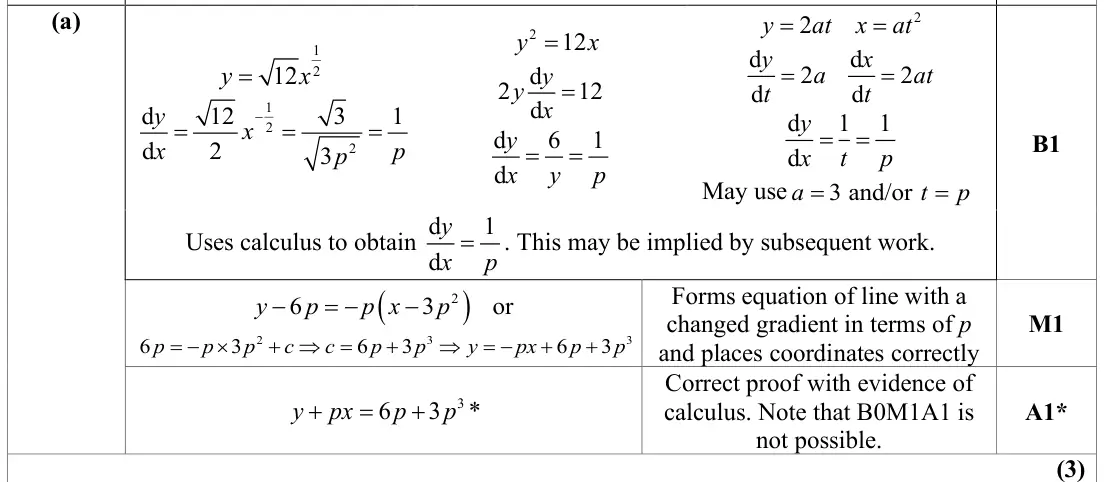 (a)
y = √12 x^(1/2)
dy/dx = (√12/2) x^(-1/2) = √3/√(3p²) = 1/p
y² = 12x
2y dy/dx = 12
dy/dx = 6/y = 1/p
y = 2at x = at²
dy/dt = 2a dx/dt = 2at
dy/dx = 1/t = 1/p
May use a = 3 and/or t = p
B1
Uses calculus to obtain dy/dx = 1/p. This may be implied by subsequent work.
y − 6p = −p(x − 3p²) or
6p = −p × 3p² + c ⇒ c = 6p + 3p³ ⇒ y = −px + 6p + 3p³
Forms equation of line with a
changed gradient in terms of p
and places coordinates correctly
M1
y + px = 6p + 3p³ *
Correct proof with evidence of
calculus. Note that B0M1A1 is
not possible.
A1*
(3)